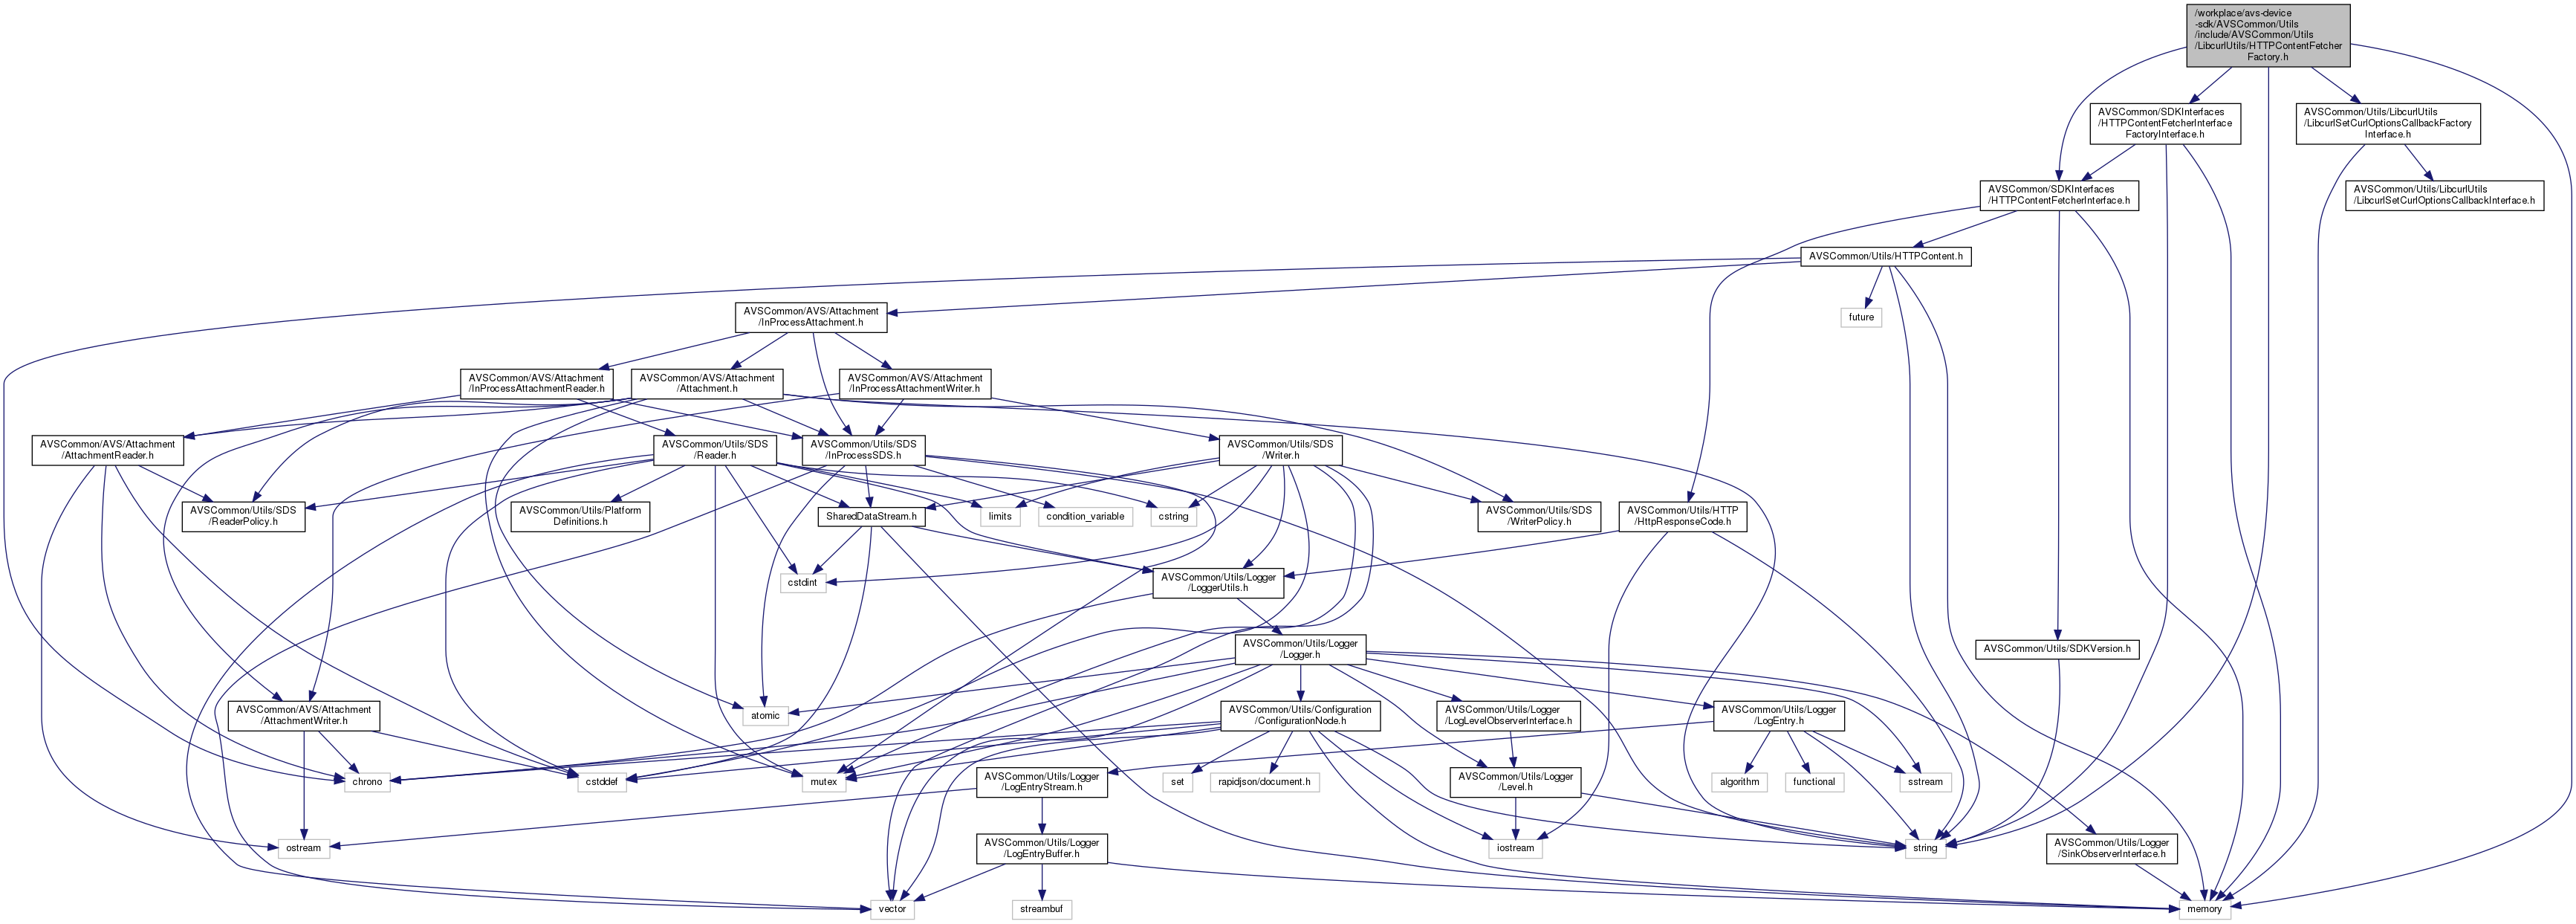 /workplace/avs-device
-sdk/AVSCommon/Utils
/include/AVSCommon/Utils
/LibcurlUtils/HTTPContentFetcher
Factory.h
AVSCommon/SDKInterfaces
/HTTPContentFetcherInterface
FactoryInterface.h
AVSCommon/Utils/LibcurlUtils
/LibcurlSetCurlOptionsCallbackFactory
Interface.h
AVSCommon/SDKInterfaces
/HTTPContentFetcherInterface.h
AVSCommon/Utils/LibcurlUtils
/LibcurlSetCurlOptionsCallbackInterface.h
AVSCommon/Utils/HTTPContent.h
AVSCommon/AVS/Attachment
/InProcessAttachment.h
future
AVSCommon/AVS/Attachment
/InProcessAttachmentReader.h
AVSCommon/AVS/Attachment
/Attachment.h
AVSCommon/AVS/Attachment
/InProcessAttachmentWriter.h
AVSCommon/AVS/Attachment
/AttachmentReader.h
AVSCommon/Utils/SDS
/Reader.h
AVSCommon/Utils/SDS
/InProcessSDS.h
AVSCommon/Utils/SDS
/Writer.h
AVSCommon/Utils/SDS
/ReaderPolicy.h
AVSCommon/Utils/Platform
Definitions.h
SharedDataStream.h
limits
condition_variable
cstring
AVSCommon/Utils/SDS
/WriterPolicy.h
AVSCommon/Utils/HTTP
/HttpResponseCode.h
cstdint
AVSCommon/Utils/Logger
/LoggerUtils.h
AVSCommon/Utils/Logger
/Logger.h
AVSCommon/Utils/SDKVersion.h
AVSCommon/AVS/Attachment
/AttachmentWriter.h
atomic
AVSCommon/Utils/Configuration
/ConfigurationNode.h
AVSCommon/Utils/Logger
/LogLevelObserverInterface.h
AVSCommon/Utils/Logger
/LogEntry.h
chrono
cstddef
mutex
AVSCommon/Utils/Logger
/LogEntryStream.h
set
rapidjson/document.h
AVSCommon/Utils/Logger
/Level.h
algorithm
functional
sstream
ostream
AVSCommon/Utils/Logger
/LogEntryBuffer.h
iostream
string
AVSCommon/Utils/Logger
/SinkObserverInterface.h
vector
streambuf
memory